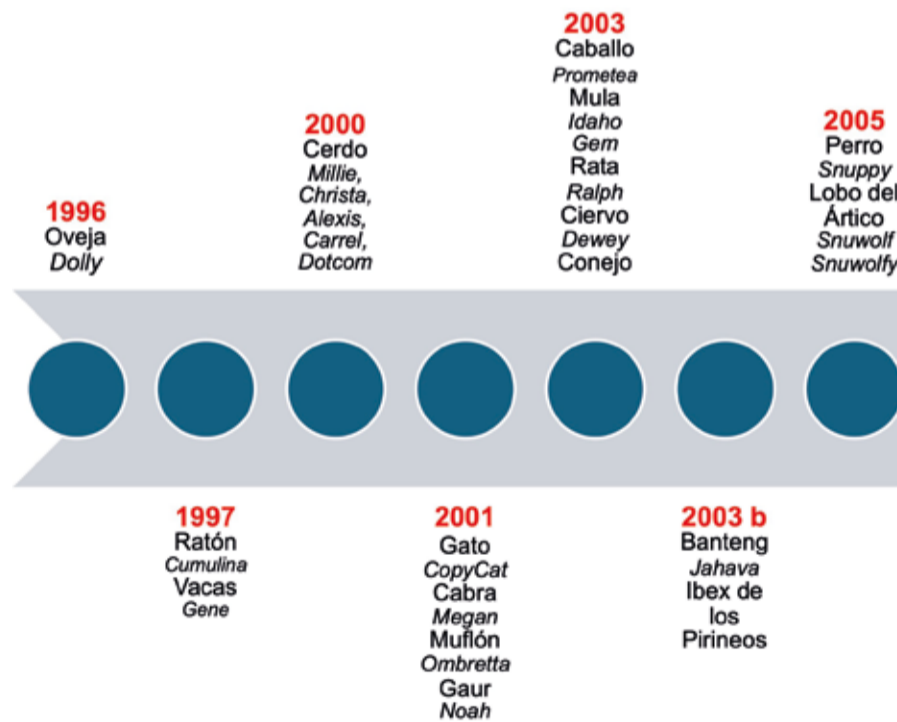 1996
Oveja
Dolly
1997
Ratón
Cumulina
Vacas
Gene
2000
Cerdo
Millie,
Christa,
Alexis,
Carrel,
Dotcom
2001
Gato
CopyCat
Cabra
Megan
Muflón
Ombretta
Gaur
Noah
2003
Caballo
Prometea
Mula
Idaho
Gem
Rata
Ralph
Ciervo
Dewey
Conejo
2003 b
Banteng
Jahava
Ibex de
los
Pirineos
2005
Perro
Snuppy
Lobo del
Ártico
Snuwolf
Snuwolfy